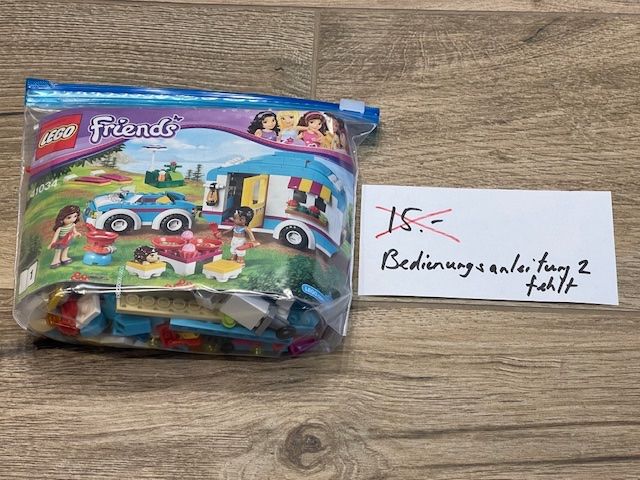 LEGO
Friends
41034
1
15.-
Bedienungsanleitung 2
fehlt